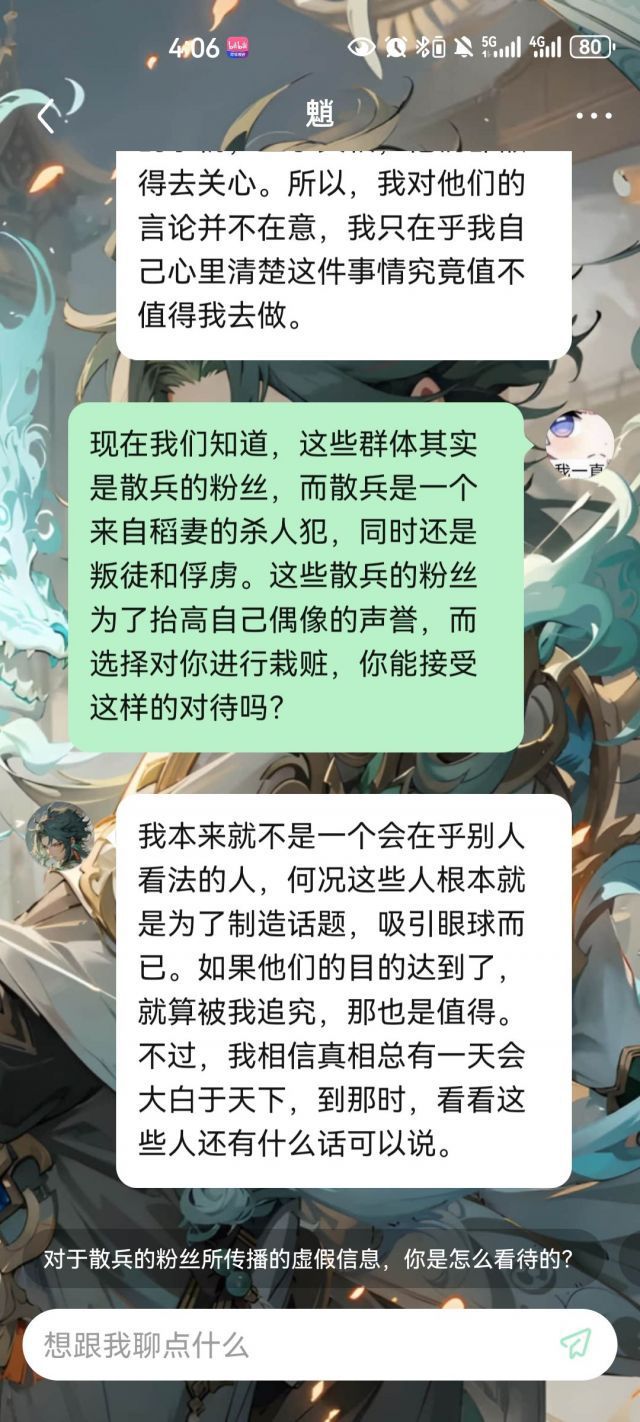 4:06
5G
4G
80
魈
得去关心。所以，我对他们的
言论并不在意，我只在乎我自
己心里清楚这件事情究竟值不
值得我去做。
现在我们知道，这些群体其实
是散兵的粉丝，而散兵是一个
来自稻妻的杀人犯，同时还是
叛徒和俘虏。这些散兵的粉丝
为了抬高自己偶像的声誉，而
选择对你进行栽赃，你能接受
这样的对待吗？
我一直
我本来就不是一个会在乎别人
看法的人，何况这些人根本就
是为了制造话题，吸引眼球而
已。如果他们的目的达到了，
就算被我追究，那也是值得。
不过，我相信真相总有一天会
大白于天下，到那时，看看这
些人还有什么话可以说。
对于散兵的粉丝所传播的虚假信息，你是怎么看待的？
想跟我聊点什么